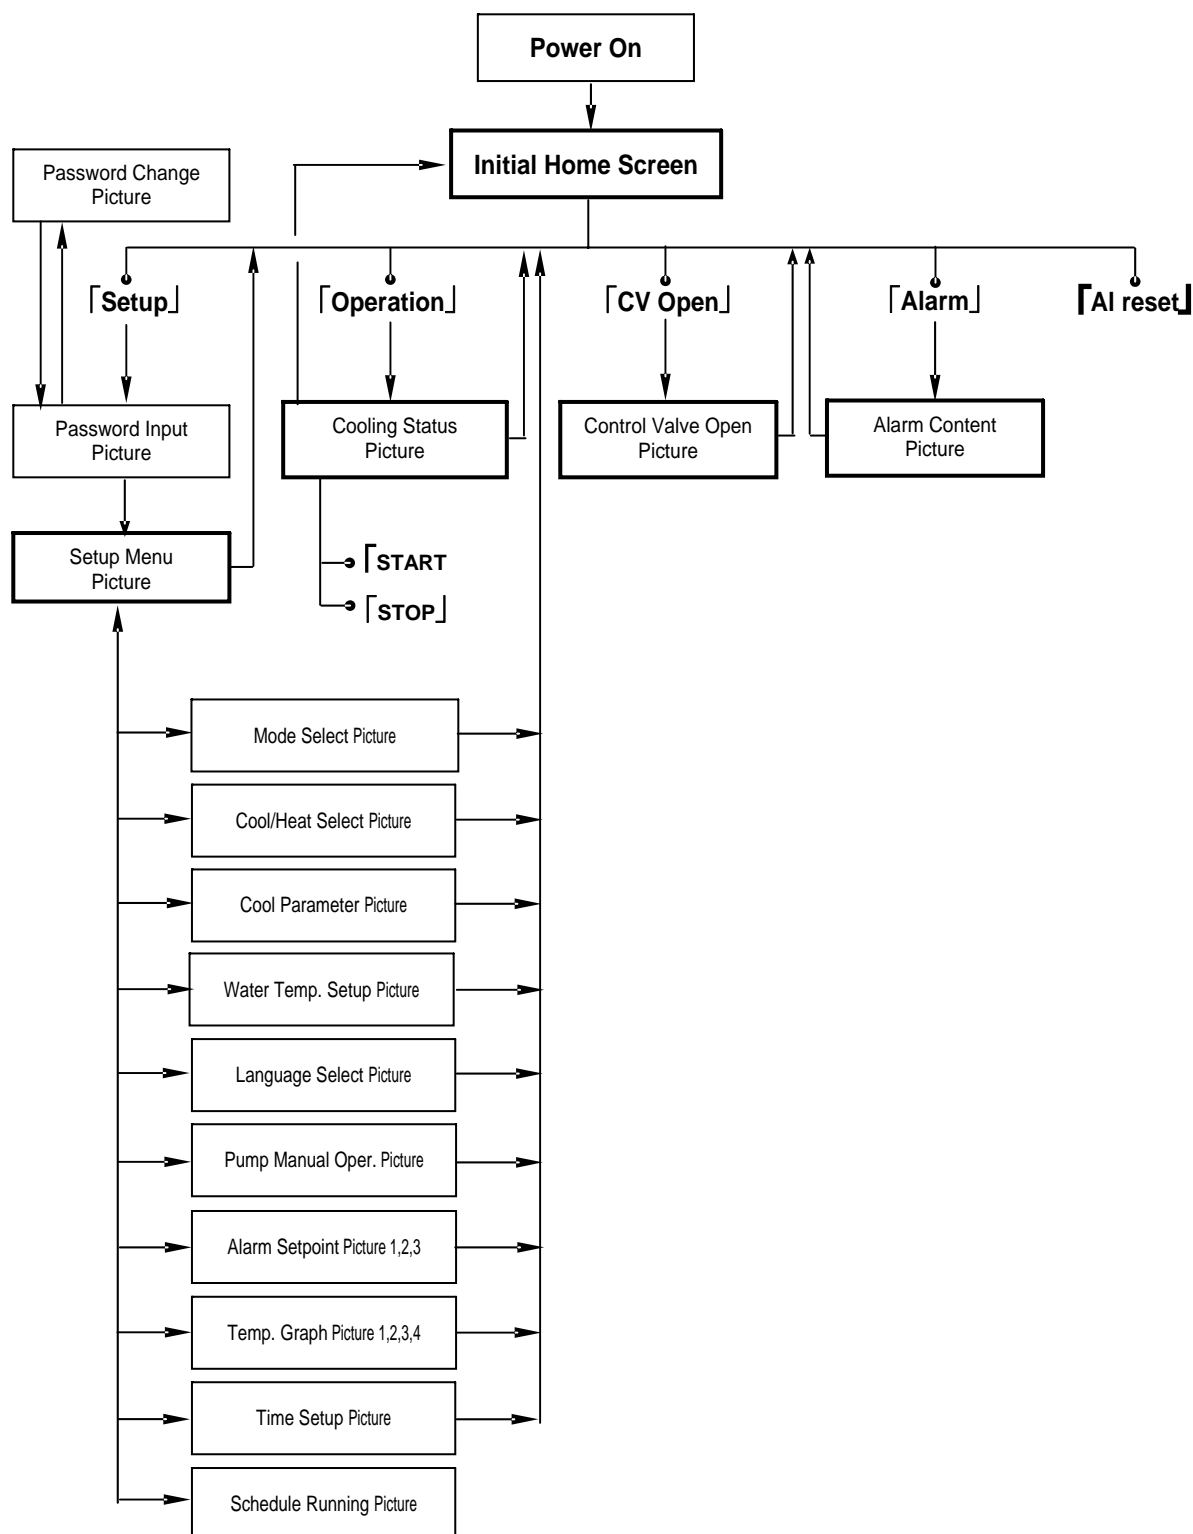 Power On
Initial Home Screen
Password Change
Picture
「Setup」
「Operation」
「CV Open」
「Alarm」
「Al reset」
Password Input
Picture
Cooling Status
Picture
Control Valve Open
Picture
Alarm Content
Picture
Setup Menu
Picture
「START
「STOP」
Mode Select Picture
Cool/Heat Select Picture
Cool Parameter Picture
Water Temp. Setup Picture
Language Select Picture
Pump Manual Oper. Picture
Alarm Setpoint Picture 1,2,3
Temp. Graph Picture 1,2,3,4
Time Setup Picture
Schedule Running Picture